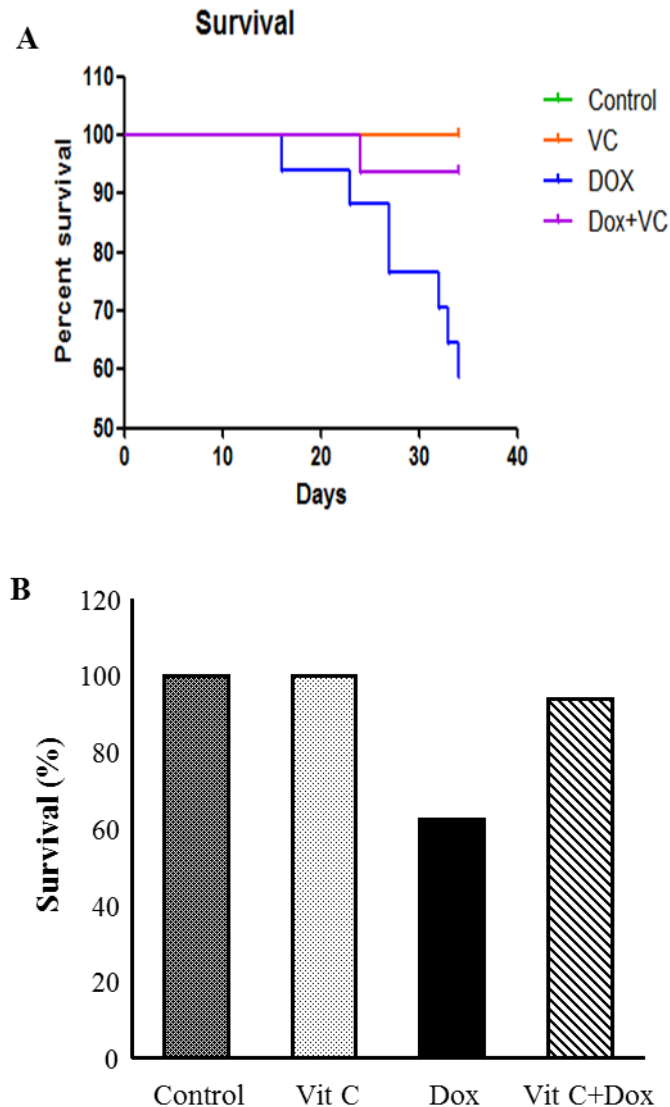 Survival
A
110
100
90
80
70
60
50
Percent survival
0 10 20 30 40
Days
Control
VC
DOX
Dox+VC
B
120
100
80
60
40
20
0
Survival (%)
Control Vit C Dox Vit C+Dox